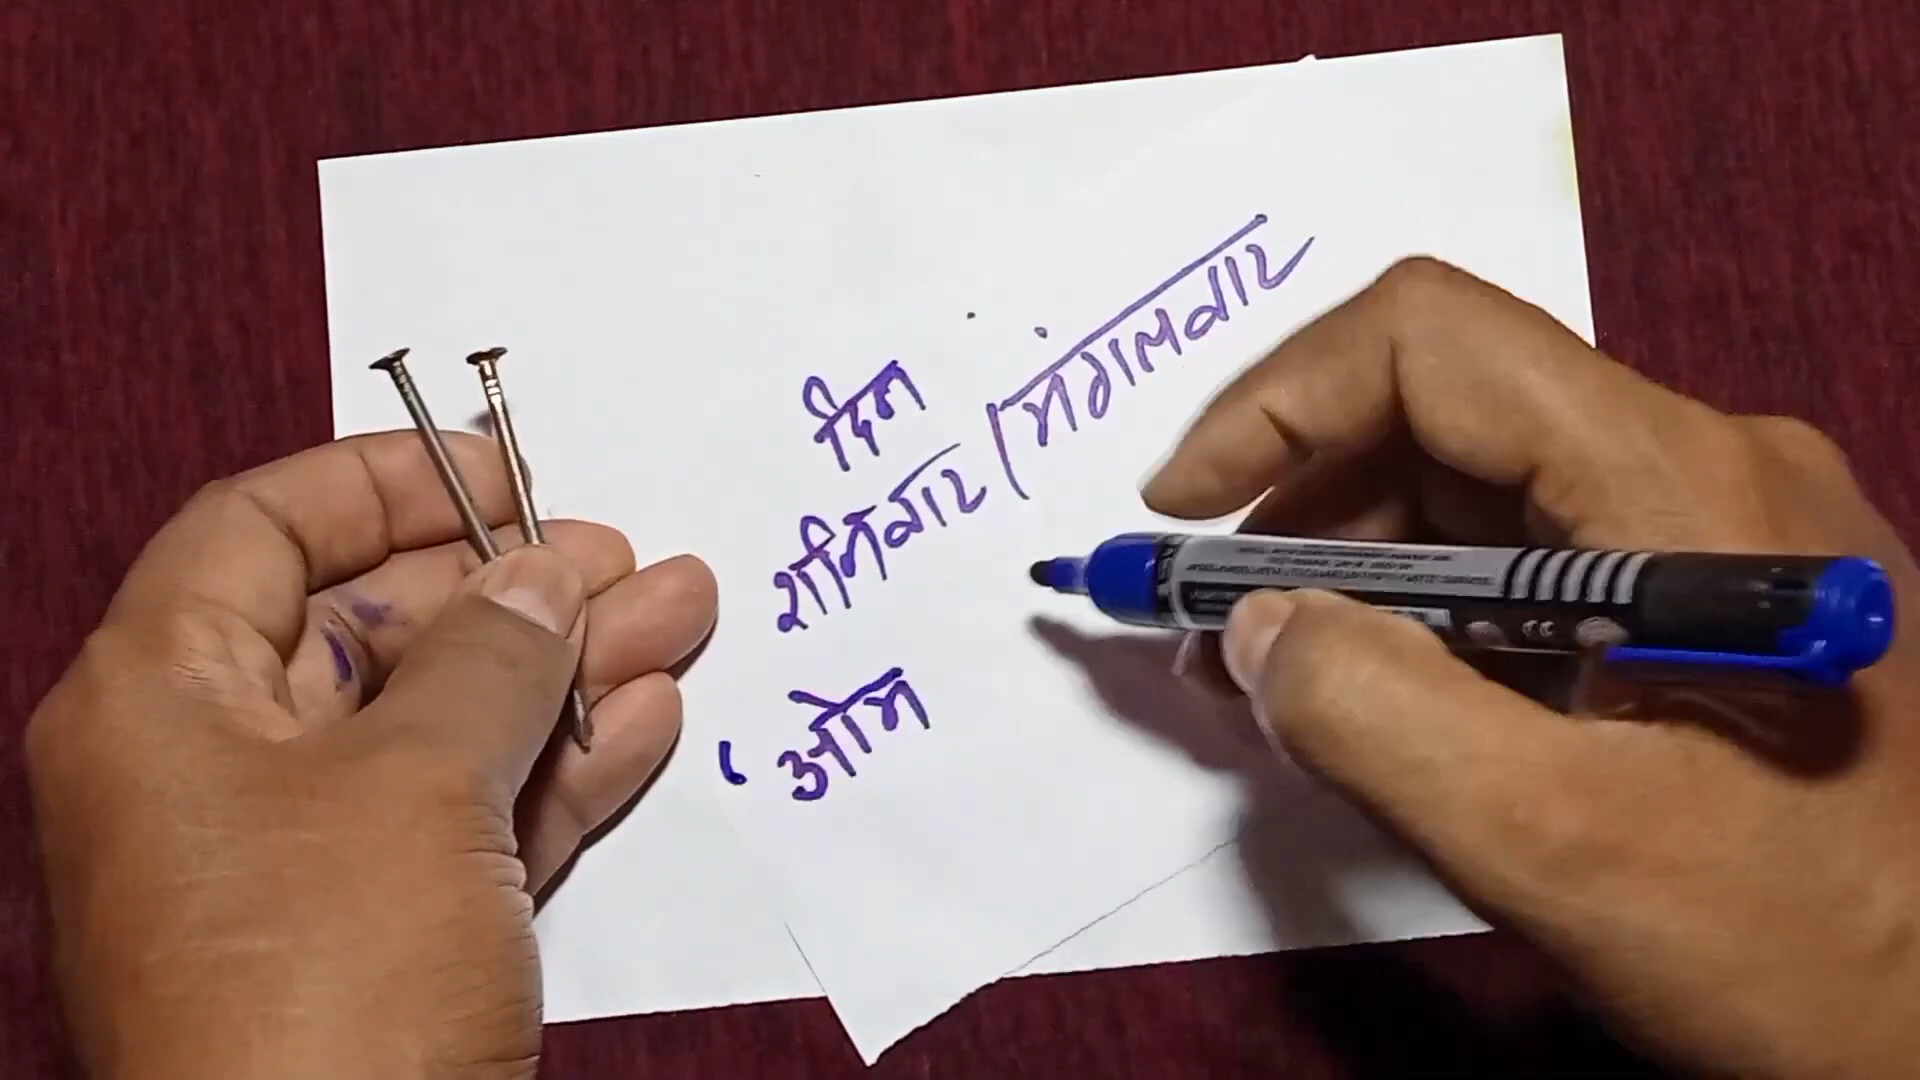 दिन
शनिवार / मंगलवार
‘ ओम